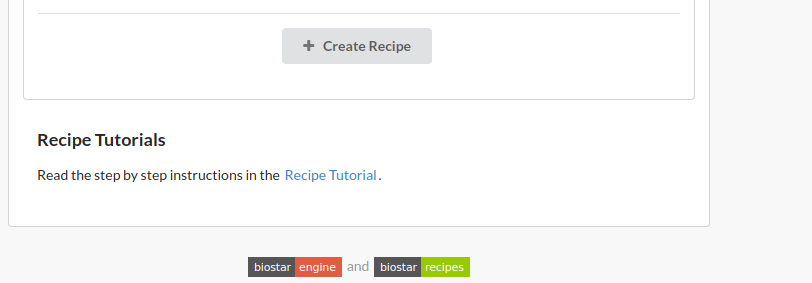 + Create Recipe
Recipe Tutorials
Read the step by step instructions in the Recipe Tutorial.
biostar engine and biostar recipes